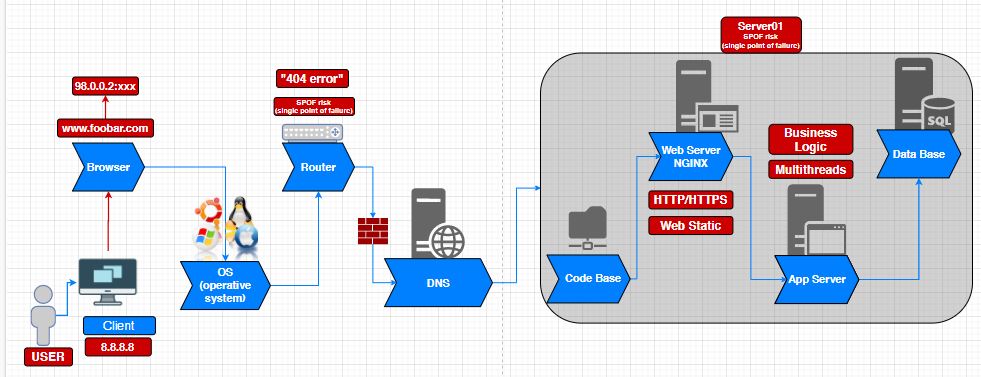 98.0.0.2:xxx
www.foobar.com
Browser
USER
Client
8.8.8.8
OS
(operative
system)
"404 error"
SPOF risk
(single point of failure)
Router
DNS
Server01
SPOF risk
(single point of failure)
Code Base
Web Server
NGINX
HTTP/HTTPS
Web Static
Business
Logic
Multithreads
App Server
SQL
Data Base